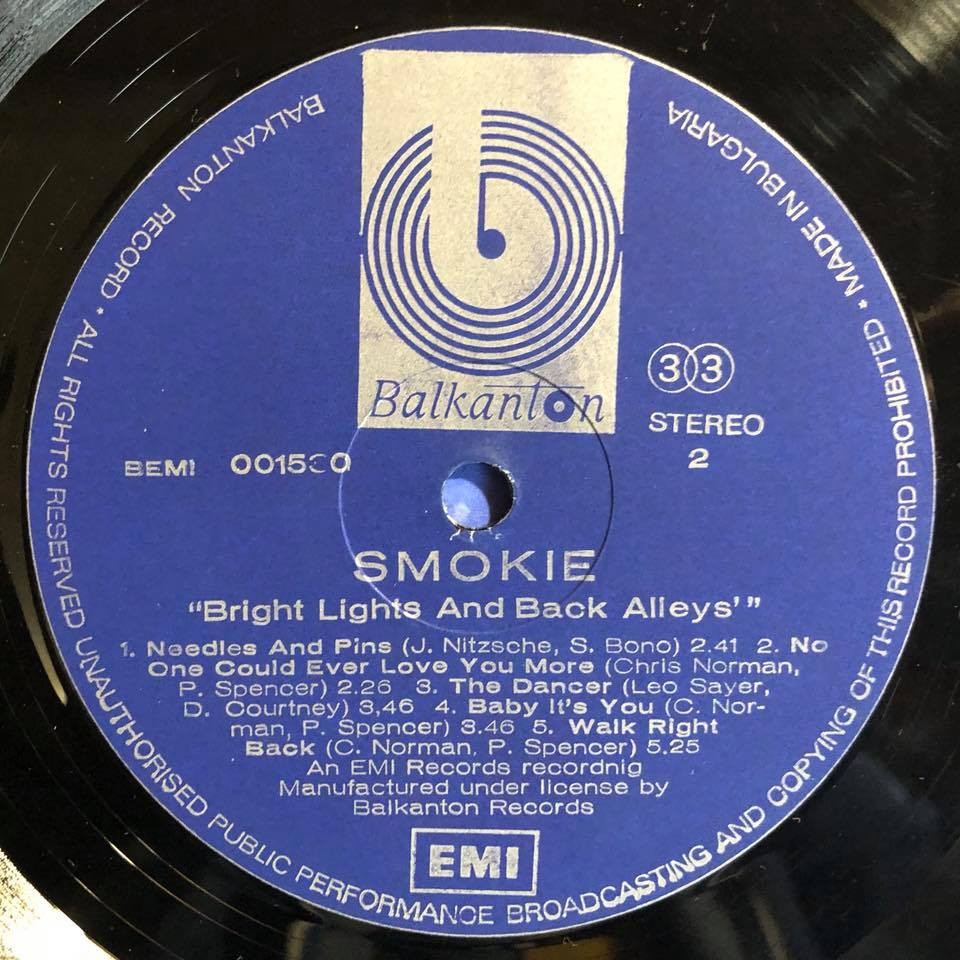 BALKANTON RECORD • ALL RIGHTS RESERVED UNAUTHORISED PUBLIC PERFORMANCE BROADCASTING AND COPYING OF THIS RECORD PROHIBITED • MADE IN BULGARIA
b
Balkanton
33
STEREO
2
BEMI
SMOKIE
"Bright Lights And Back Alleys'"
1. Needles And Pins (J. Nitzsche, S. Bono) 2.41 2. No
One Could Ever Love You More (Chris Norman,
P. Spencer) 2.26 3. The Dancer (Leo Sayer,
D. Courtney) 3,46 4. Baby It's You (C. Nor-
man, P. Spencer) 3.46 5. Walk Right
Back (C. Norman, P. Spencer) 5.25
An EMI Records recordnig
Manufactured under license by
Balkanton Records
EMI